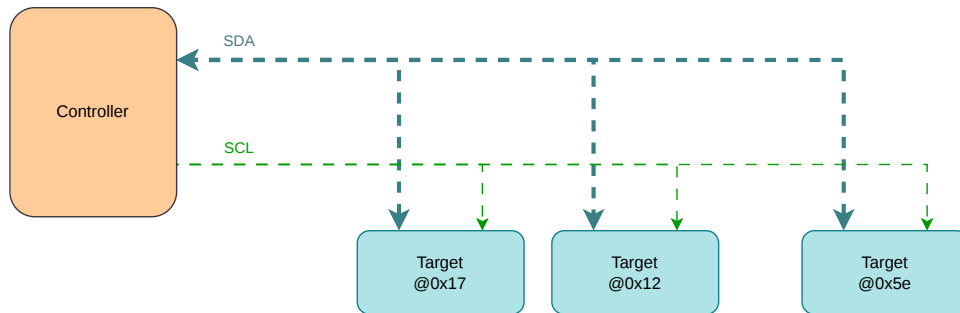 SDA
Controller
SCL
Target
@0x17
Target
@0x12
Target
@0x5e